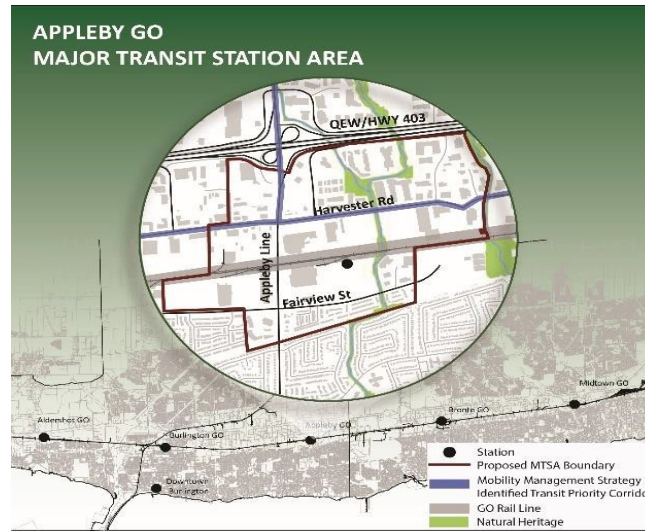 APPLEBY GO
MAJOR TRANSIT STATION AREA
QEW/HWY 403
Harvester Rd
Appleby Line
Fairview St
Midtown GO
Bronte GO
Appleby GO
Aldershot GO
Burlington GO
Downtown
Burlington
Station
Proposed MTSA Boundary
Mobility Management Strategy
Identified Transit Priority Corrido
GO Rail Line
Natural Heritage